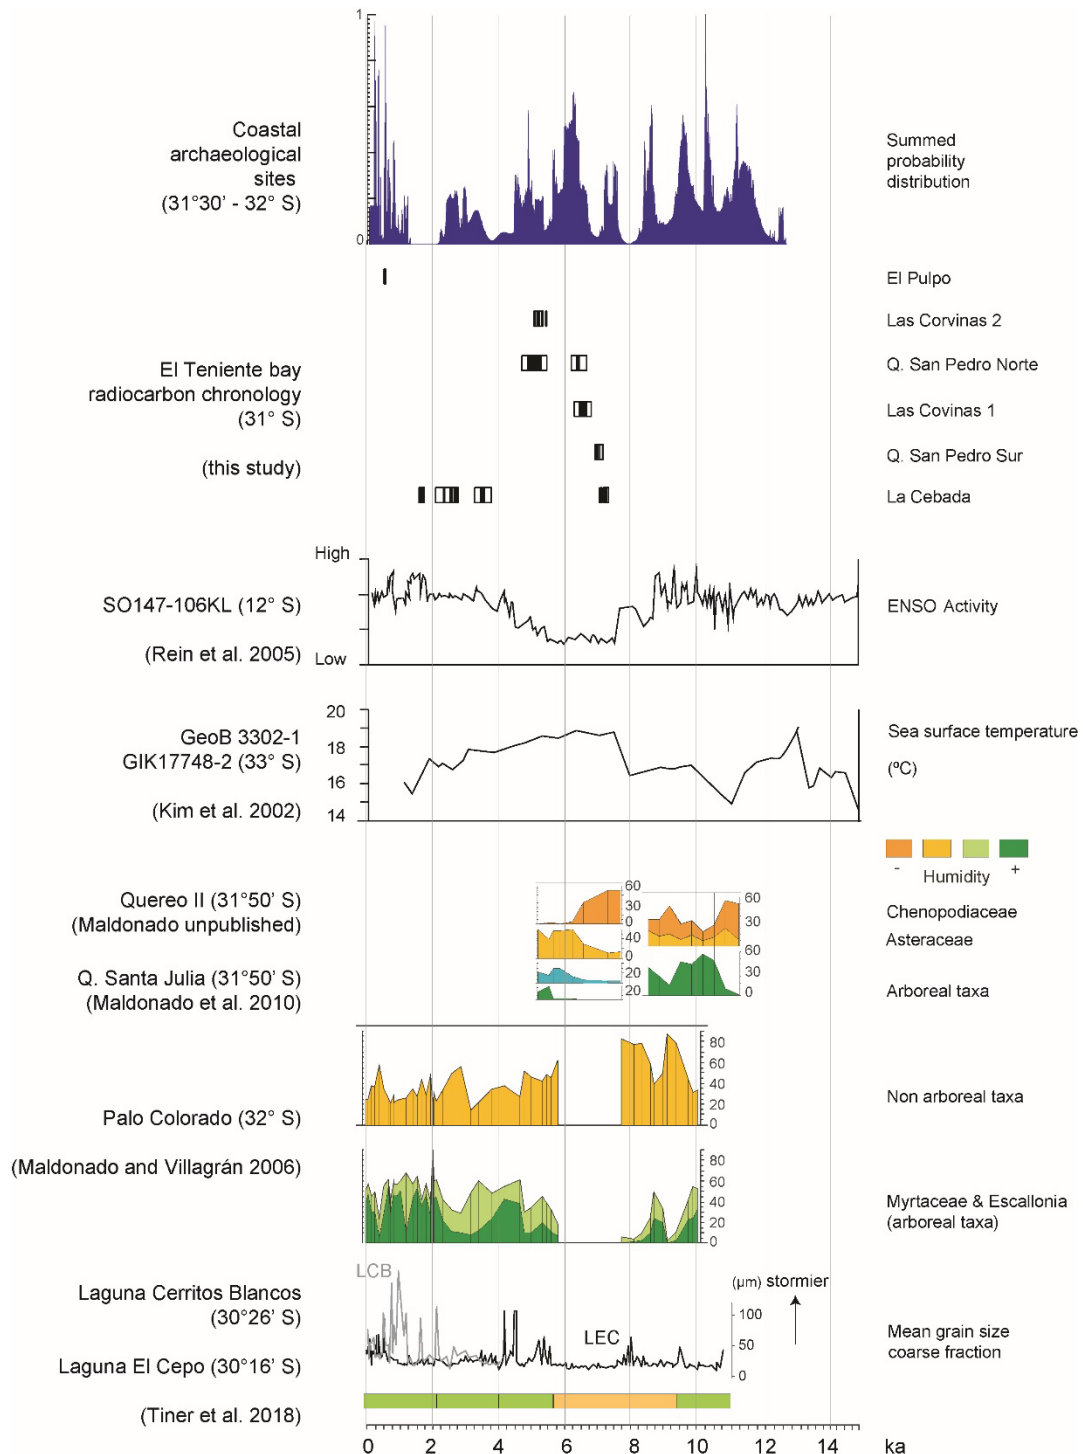 1
Coastal
archaeological
sites
(31°30’ - 32° S)
Summed
probability
distribution
0
El Pulpo
Las Corvinas 2
El Teniente bay
radiocarbon chronology
(31° S)
(this study)
Q. San Pedro Norte
Las Covinas 1
Q. San Pedro Sur
La Cebada
High
SO147-106KL (12° S)
(Rein et al. 2005)
Low
ENSO Activity
20
18
16
14
GeoB 3302-1
GIK17748-2 (33° S)
(Kim et al. 2002)
Sea surface temperature
(ºC)
- +
Humidity
Quereo II (31°50’ S)
(Maldonado unpublished)
Q. Santa Julia (31°50’ S)
(Maldonado et al. 2010)
60
30
0
40
0
20
20
60
30
60
30
0
Chenopodiaceae
Asteraceae
Arboreal taxa
Palo Colorado (32° S)
(Maldonado and Villagrán 2006)
80
60
40
20
0
Non arboreal taxa
80
60
40
20
0
Myrtaceae & Escallonia
(arboreal taxa)
LCB
Laguna Cerritos Blancos
(30°26’ S)
Laguna El Cepo (30°16’ S)
(Tiner et al. 2018)
LEC
(µm) stormier
100
50
0
Mean grain size
coarse fraction
0 2 4 6 8 10 12 14 ka